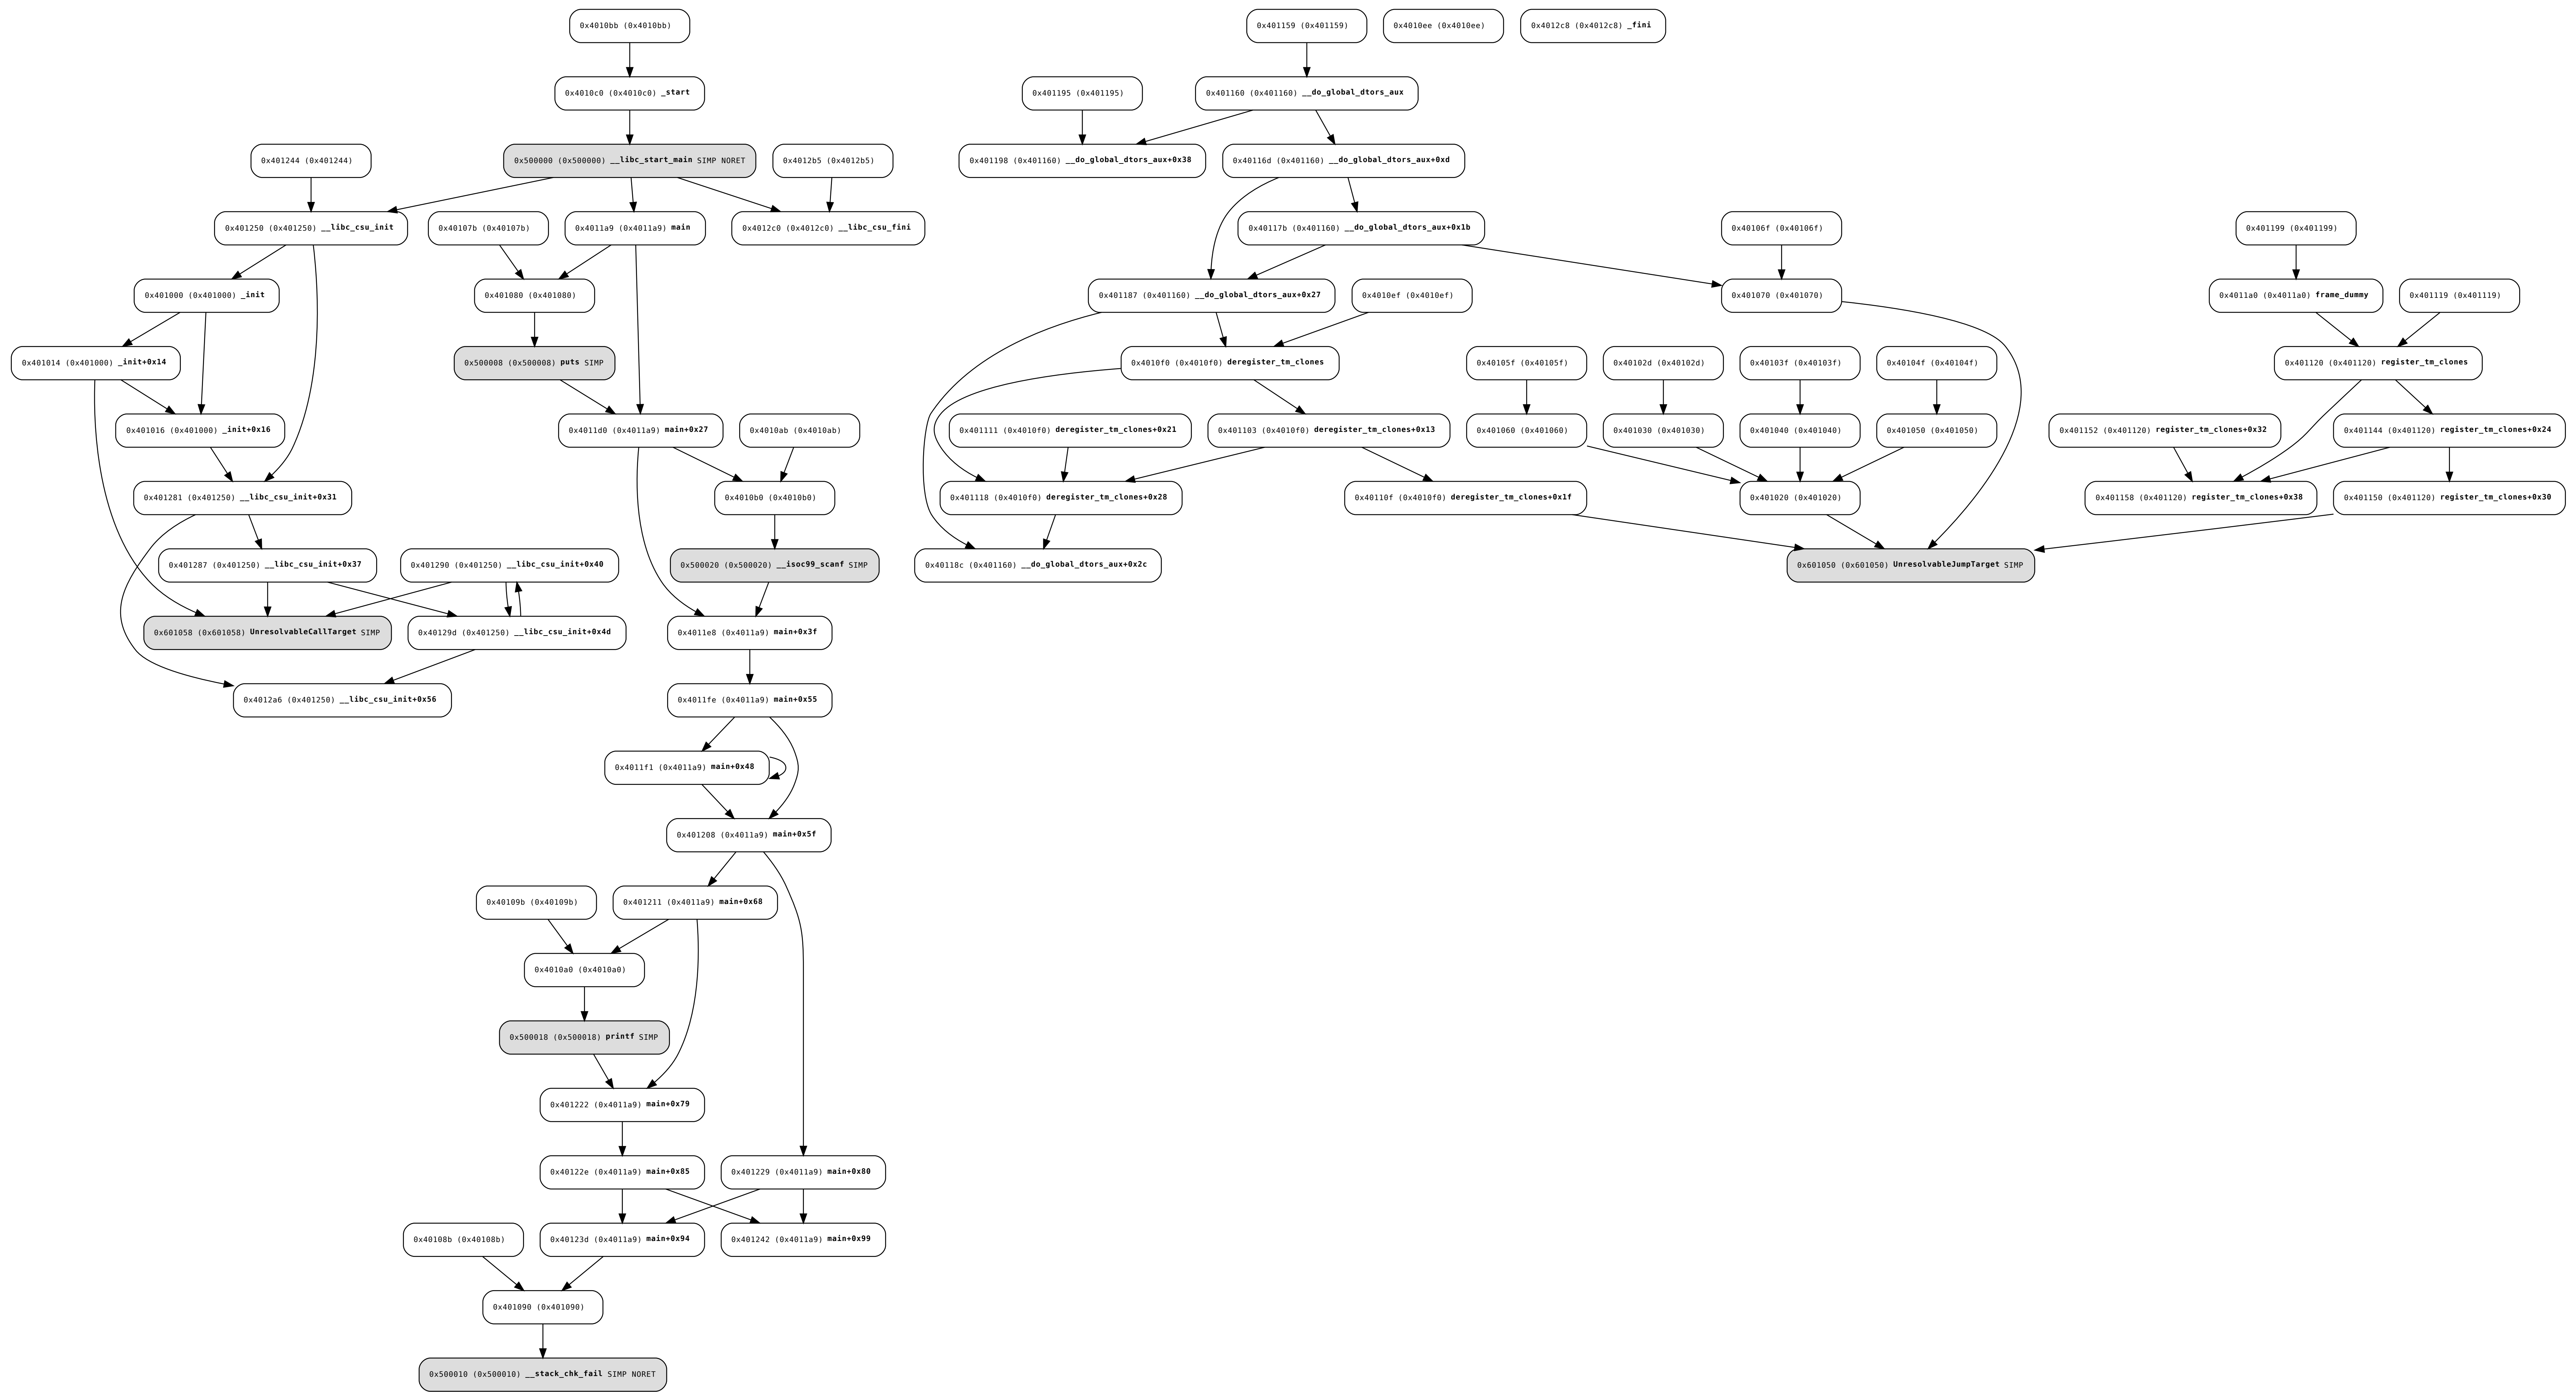 0x4010bb (0x4010bb)
0x401159 (0x401159)
0x4010ee (0x4010ee)
0x4012c8 (0x4012c8) _fini
0x4010c0 (0x4010c0) _start
0x401195 (0x401195)
0x401160 (0x401160) __do_global_dtors_aux
0x401244 (0x401244)
0x500000 (0x500000) __libc_start_main SIMP NORET
0x4012b5 (0x4012b5)
0x401198 (0x401160) __do_global_dtors_aux+0x38
0x40116d (0x401160) __do_global_dtors_aux+0xd
0x401250 (0x401250) __libc_csu_init
0x40107b (0x40107b)
0x4011a9 (0x4011a9) main
0x4012c0 (0x4012c0) __libc_csu_fini
0x40117b (0x401160) __do_global_dtors_aux+0x1b
0x40106f (0x40106f)
0x401199 (0x401199)
0x401000 (0x401000) _init
0x401080 (0x401080)
0x401187 (0x401160) __do_global_dtors_aux+0x27
0x4010ef (0x4010ef)
0x401070 (0x401070)
0x4011a0 (0x4011a0) frame_dummy
0x401119 (0x401119)
0x401014 (0x401000) _init+0x14
0x500008 (0x500008) puts SIMP
0x4010f0 (0x4010f0) deregister_tm_clones
0x40105f (0x40105f)
0x40102d (0x40102d)
0x40103f (0x40103f)
0x40104f (0x40104f)
0x401120 (0x401120) register_tm_clones
0x401016 (0x401000) _init+0x16
0x4011d0 (0x4011a9) main+0x27
0x4010ab (0x4010ab)
0x401111 (0x4010f0) deregister_tm_clones+0x21
0x401103 (0x4010f0) deregister_tm_clones+0x13
0x401060 (0x401060)
0x401030 (0x401030)
0x401040 (0x401040)
0x401050 (0x401050)
0x401152 (0x401120) register_tm_clones+0x32
0x401144 (0x401120) register_tm_clones+0x24
0x401281 (0x401250) __libc_csu_init+0x31
0x4010b0 (0x4010b0)
0x401118 (0x4010f0) deregister_tm_clones+0x28
0x40110f (0x4010f0) deregister_tm_clones+0x1f
0x401020 (0x401020)
0x401158 (0x401120) register_tm_clones+0x38
0x401150 (0x401120) register_tm_clones+0x30
0x401287 (0x401250) __libc_csu_init+0x37
0x401290 (0x401250) __libc_csu_init+0x40
0x500020 (0x500020) __isoc99_scanf SIMP
0x40118c (0x401160) __do_global_dtors_aux+0x2c
0x601050 (0x601050) UnresolvableJumpTarget SIMP
0x601058 (0x601058) UnresolvableCallTarget SIMP
0x40129d (0x401250) __libc_csu_init+0x4d
0x4011e8 (0x4011a9) main+0x3f
0x4012a6 (0x401250) __libc_csu_init+0x56
0x4011fe (0x4011a9) main+0x55
0x4011f1 (0x4011a9) main+0x48
0x401208 (0x4011a9) main+0x5f
0x40109b (0x40109b)
0x401211 (0x4011a9) main+0x68
0x4010a0 (0x4010a0)
0x500018 (0x500018) printf SIMP
0x401222 (0x4011a9) main+0x79
0x40122e (0x4011a9) main+0x85
0x401229 (0x4011a9) main+0x80
0x40108b (0x40108b)
0x40123d (0x4011a9) main+0x94
0x401242 (0x4011a9) main+0x99
0x401090 (0x401090)
0x500010 (0x500010) __stack_chk_fail SIMP NORET